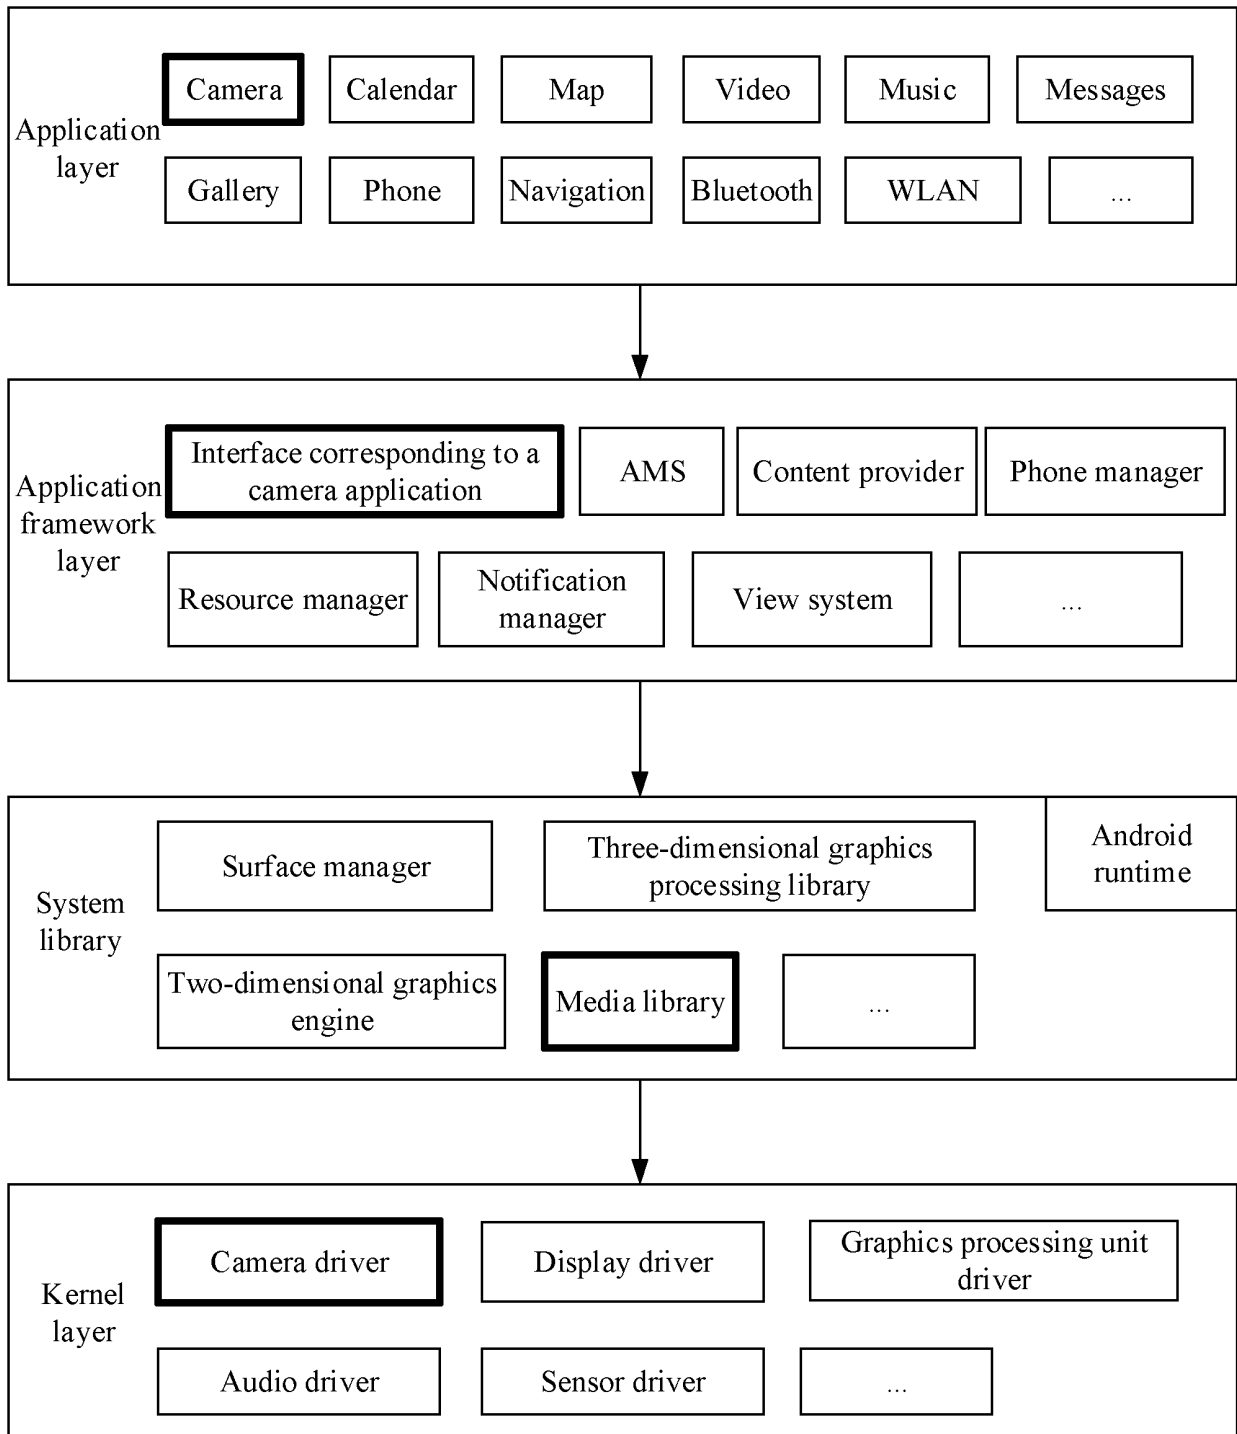 Camera
Calendar
Map
Video
Music
Messages
Application
layer
Gallery
Phone
Navigation
Bluetooth
WLAN
...
Interface corresponding to a
camera application
AMS
Content provider
Phone manager
Application
framework
layer
Resource manager
Notification
manager
View system
...
Surface manager
Three-dimensional graphics
processing library
Android
runtime
System
library
Two-dimensional graphics
engine
Media library
...
Camera driver
Display driver
Graphics processing unit
driver
Kernel
layer
Audio driver
Sensor driver
...